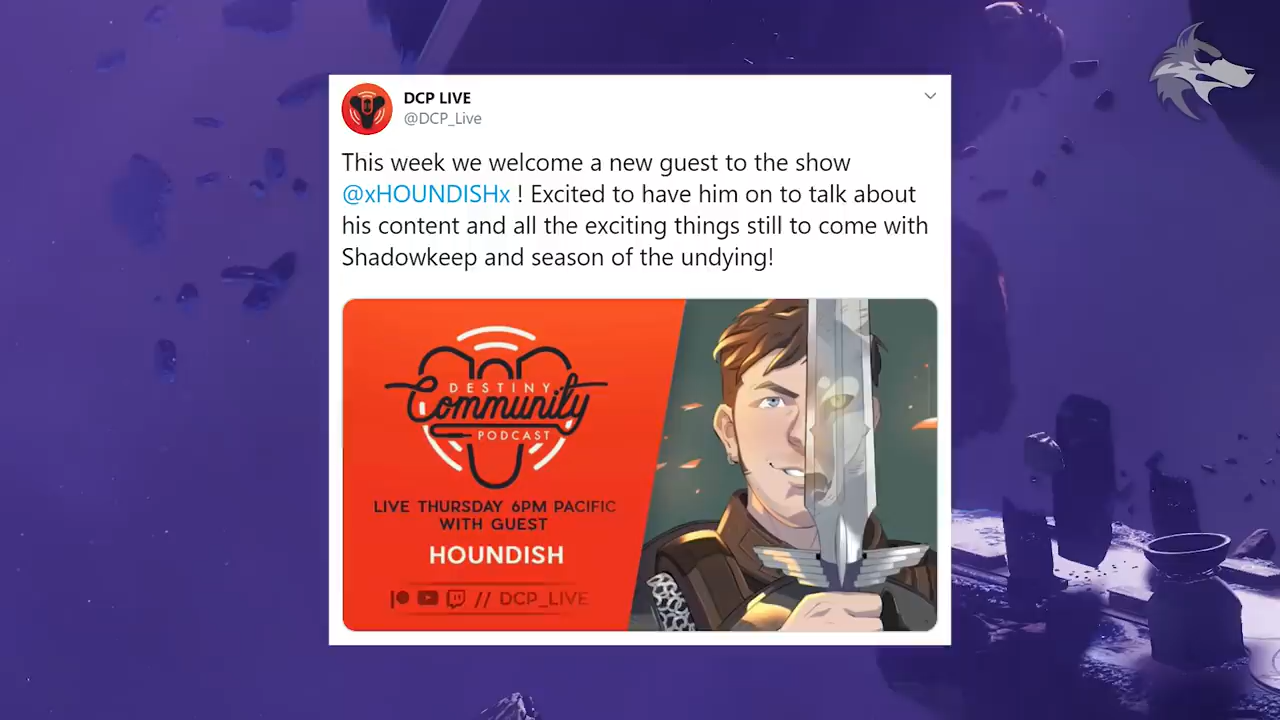 DCP LIVE
@DCP_Live
This week we welcome a new guest to the show
@xHOUNDISHx ! Excited to have him on to talk about
his content and all the exciting things still to come with
Shadowkeep and season of the undying!
DESTINY
Community
PODCAST
LIVE THURSDAY 6PM PACIFIC
WITH GUEST
HOUNDISH
// DCP_LIVE